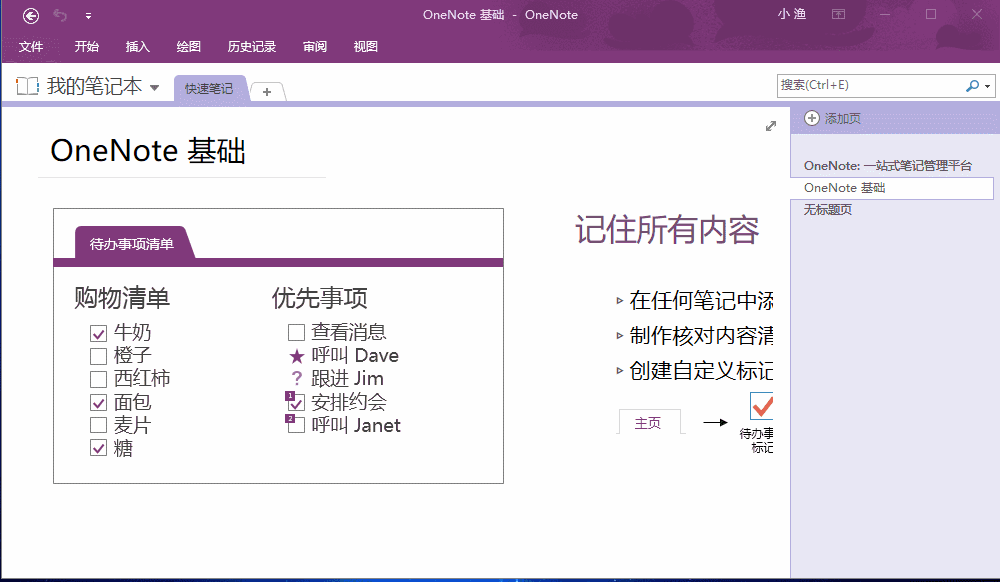 OneNote 基础 - OneNote
小 渔
文件 开始 插入 绘图 历史记录 审阅 视图
我的笔记本 快速笔记 +
搜索(Ctrl+E)
添加页
OneNote: 一站式笔记管理平台
OneNote 基础
无标题页
OneNote 基础
待办事项清单
购物清单
牛奶
橙子
西红柿
面包
麦片
糖
优先事项
查看消息
呼叫 Dave
? 跟进 Jim
1 安排约会
2 呼叫 Janet
记住所有内容
在任何笔记中添
制作核对内容清
创建自定义标记
主页
待办事
标记